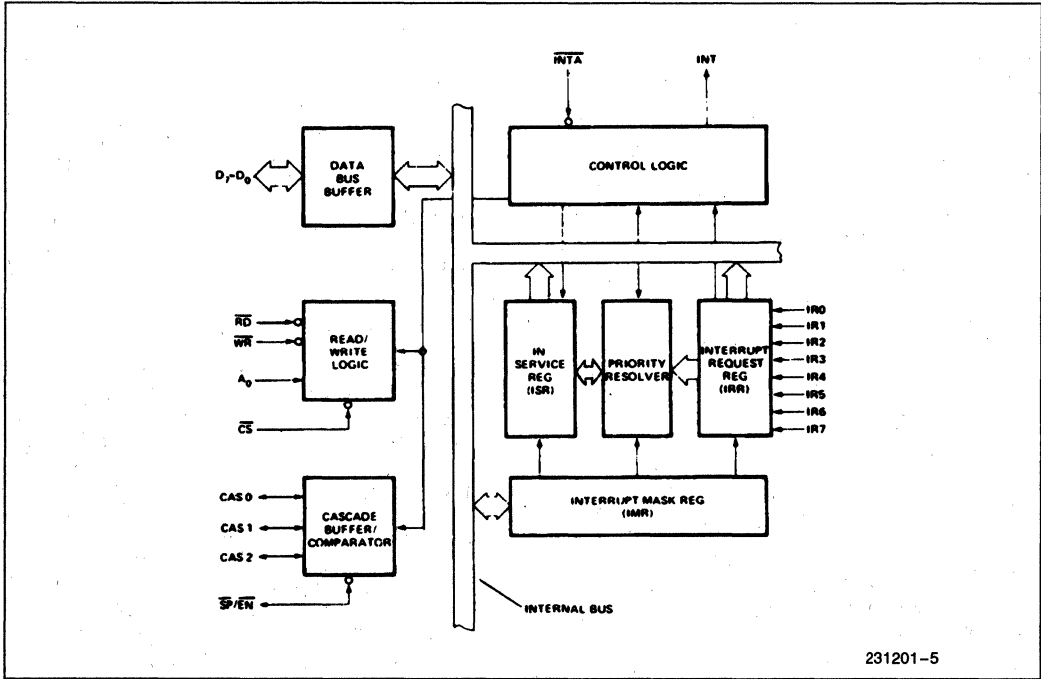 INTA
INT
DATA
BUS
BUFFER
D7-D0
CONTROL LOGIC
RD
WR
A0
CS
READ/
WRITE
LOGIC
IN
SERVICE
REG
(ISR)
PRIORITY
RESOLVER
INTERRUPT
REQUEST
REG
(IRR)
IR0
IR1
IR2
IR3
IR4
IR5
IR6
IR7
CAS 0
CAS 1
CAS 2
SP/EN
CASCADE
BUFFER/
COMPARATOR
INTERRUPT MASK REG
(IMR)
INTERNAL BUS
231201-5